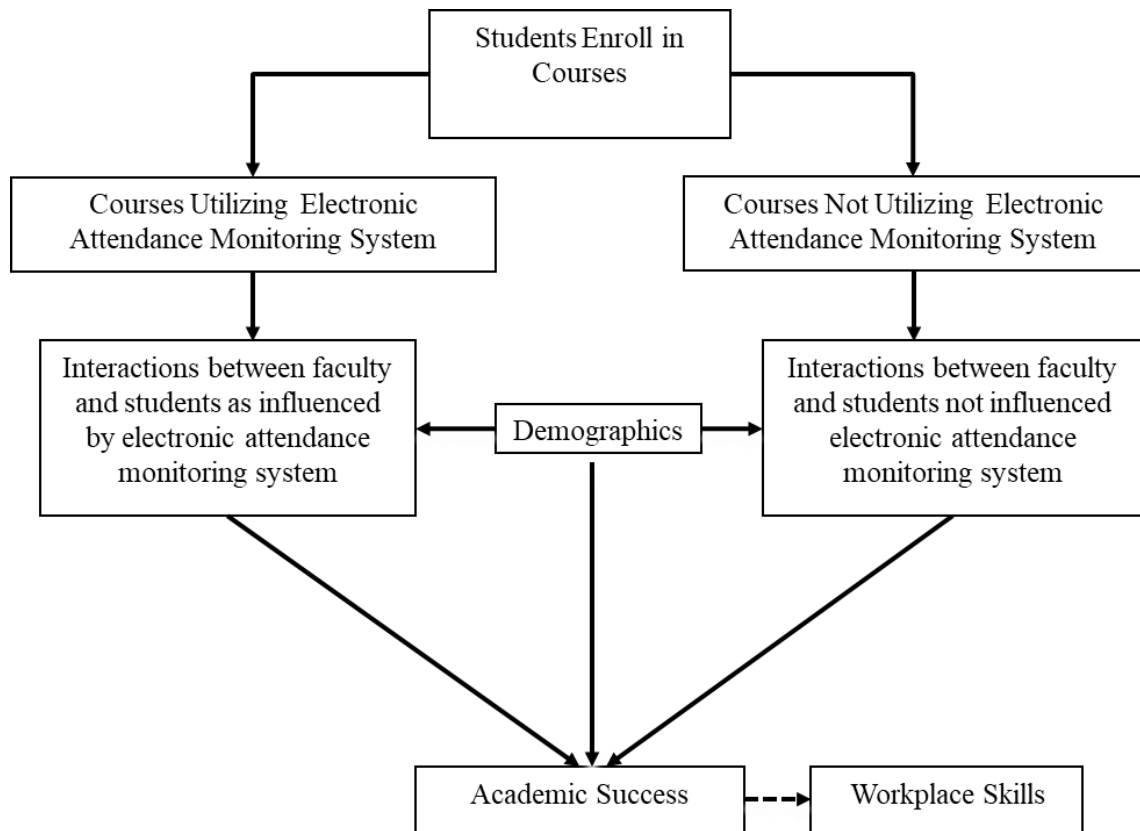 Students Enroll in
Courses
Courses Utilizing Electronic
Attendance Monitoring System
Courses Not Utilizing Electronic
Attendance Monitoring System
Interactions between faculty
and students as influenced
by electronic attendance
monitoring system
Demographics
Interactions between faculty
and students not influenced
electronic attendance
monitoring system
Academic Success
Workplace Skills